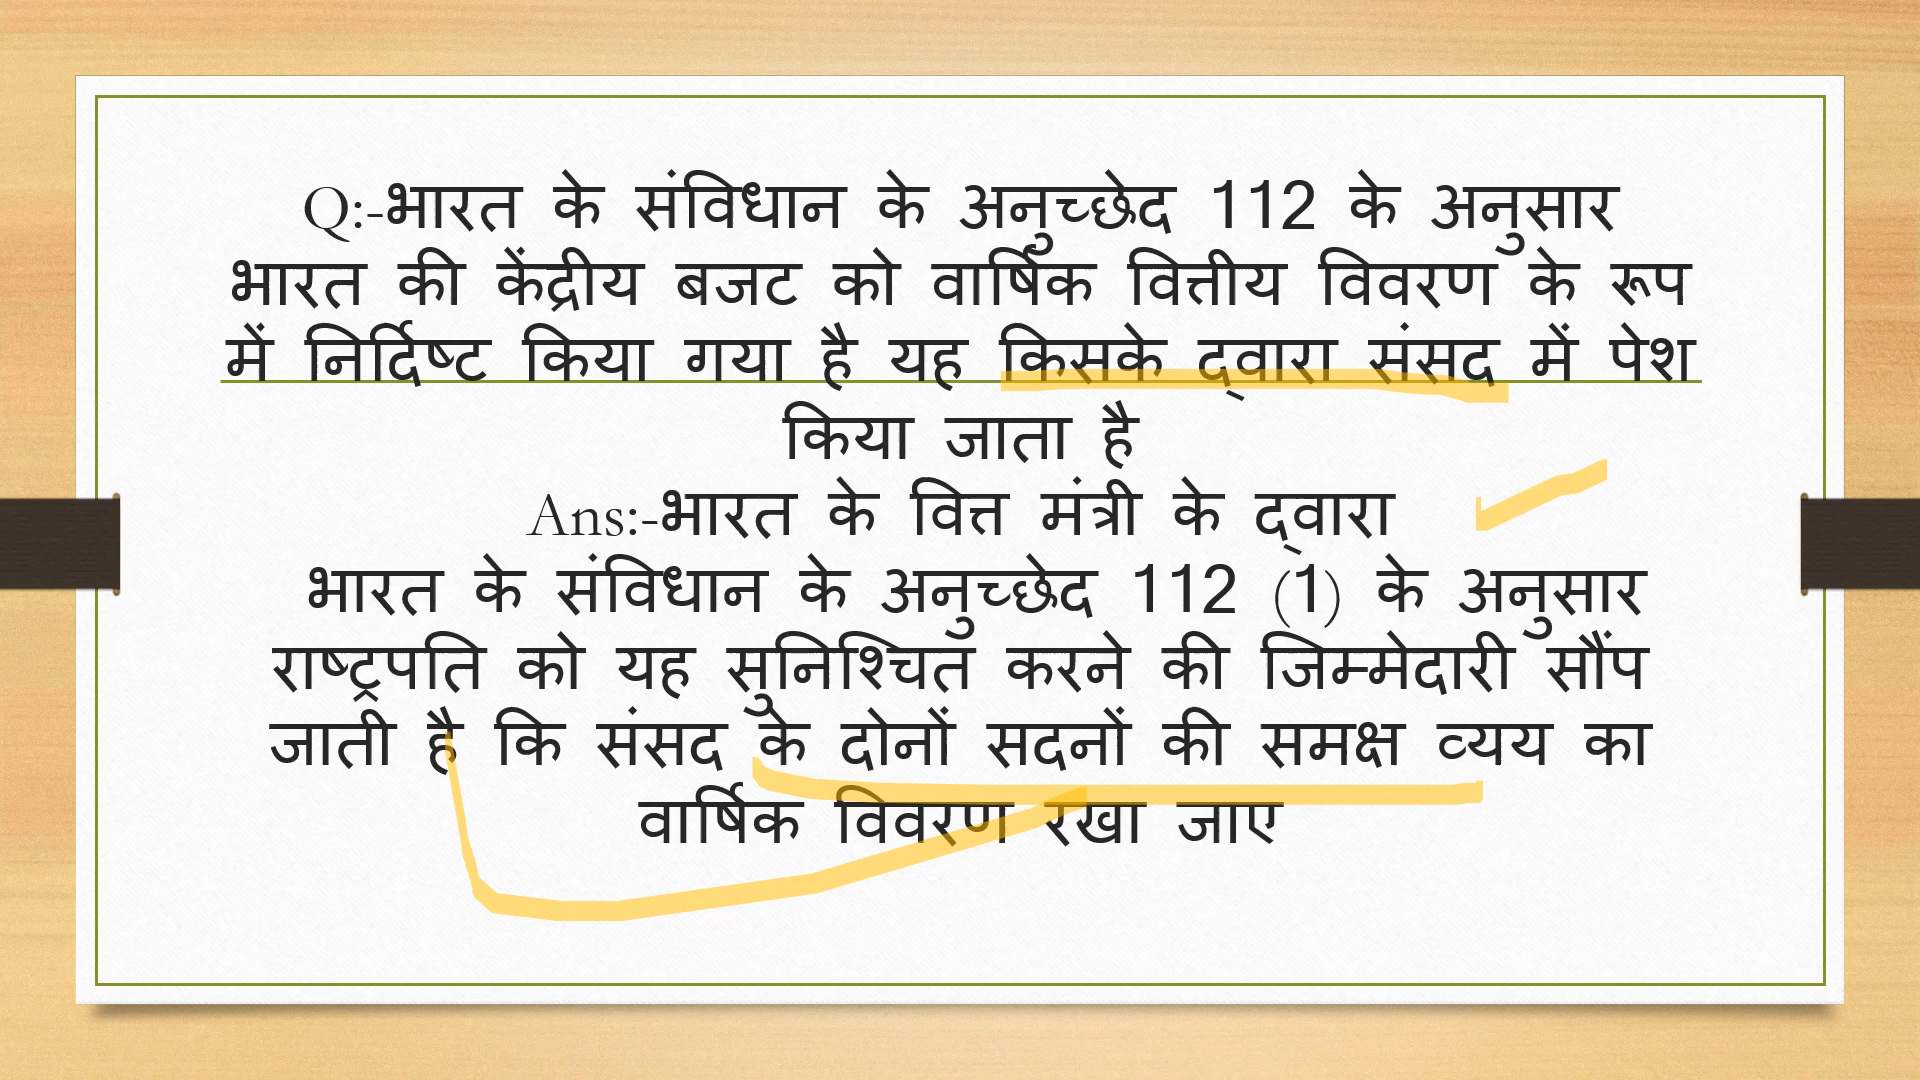 Q:-भारत के संविधान के अनुच्छेद 112 के अनुसार
भारत की केंद्रीय बजट को वार्षिक वित्तीय विवरण के रूप
में निर्दिष्ट किया गया है यह किसके द्वारा संसद में पेश
किया जाता है
Ans:-भारत के वित्त मंत्री के द्वारा
भारत के संविधान के अनुच्छेद 112 (1) के अनुसार
राष्ट्रपति को यह सुनिश्चित करने की जिम्मेदारी सौंप
जाती है कि संसद के दोनों सदनों की समक्ष व्यय का
वार्षिक विवरण रखा जाए